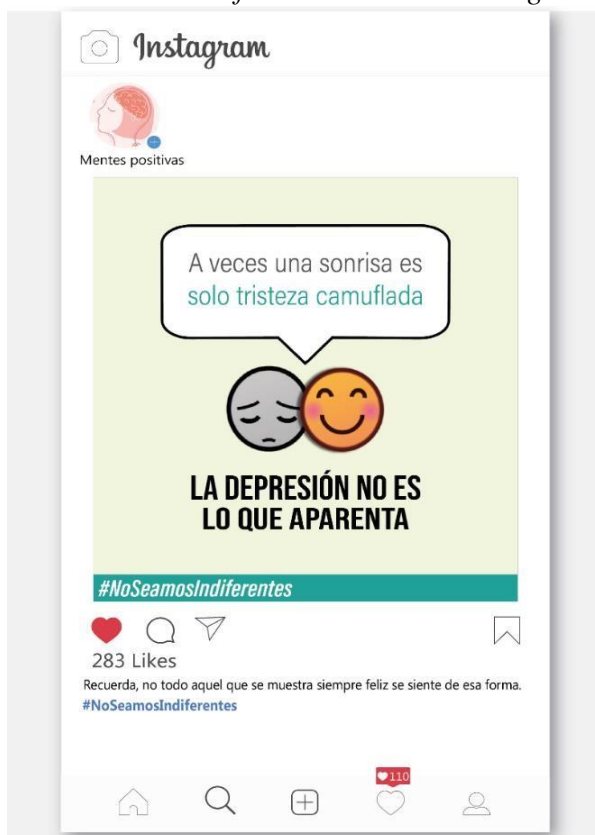 Instagram
Mentes positivas
A veces una sonrisa es
solo tristeza camuflada
LA DEPRESIÓN NO ES
LO QUE APARENTA
#NoSeamosIndiferentes
283 Likes
Recuerda, no todo aquel que se muestra siempre feliz se siente de esa forma.
#NoSeamosIndiferentes
110